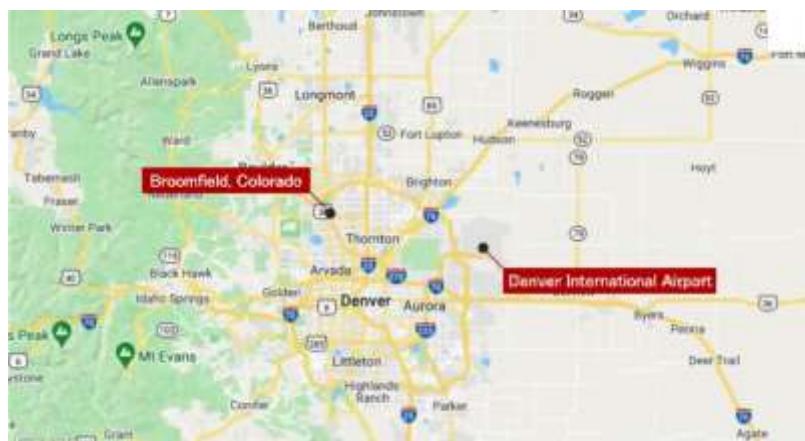 Johnstown
Berthoud
Orchard
Longs Peak
Grand Lake
Lyons
Wiggins
Allenspark
Longmont
Roggen
Keenesburg
Ward
Fort Lupton
Hudson
Hoyt
Broomfield, Colorado
Brighton
Tabernash
Nederland
Fraser
Winter Park
Thornton
Arvada
Black Hawk
Denver International Airport
Idaho Springs
Golden
Denver
Aurora
Byers
Peoria
Mt Evans
Littleton
Deer Trail
Highlands
Ranch
Conifer
Parker
Grant
Agate